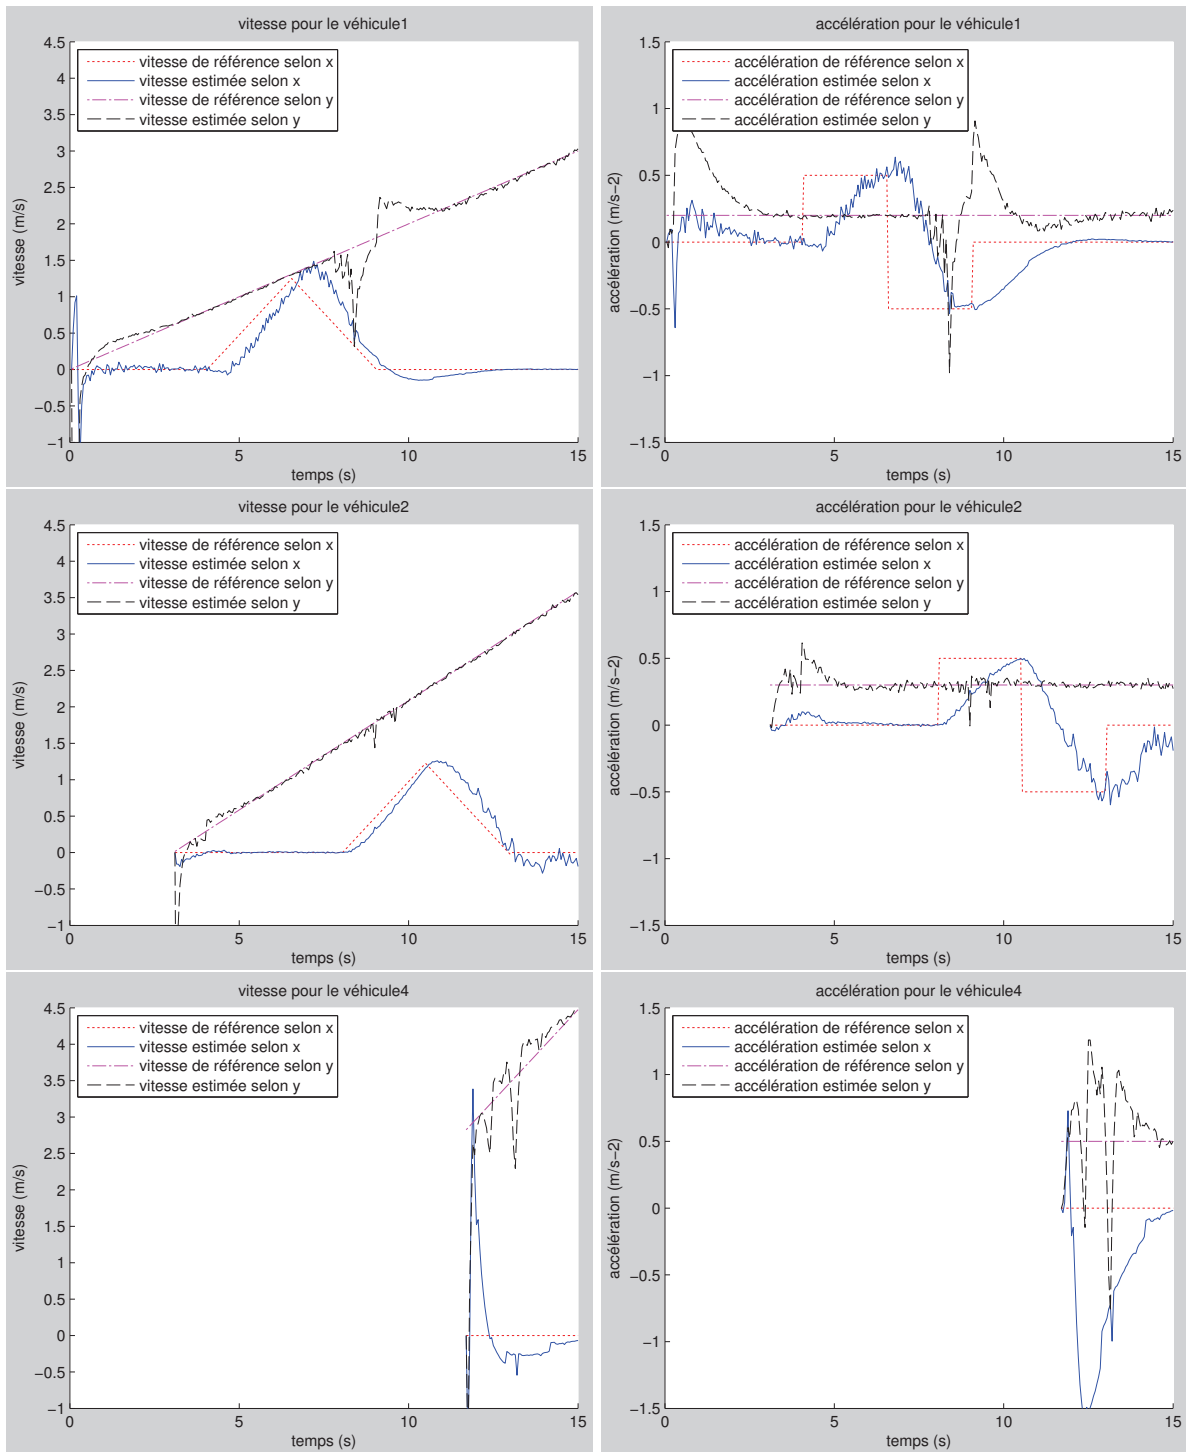 vitesse pour le véhicule1
4.5
4
3.5
3
2.5
2
1.5
1
0.5
0
−0.5
−1
0
5
10
15
temps (s)
vitesse (m/s)
vitesse de référence selon x
vitesse estimée selon x
vitesse de référence selon y
vitesse estimée selon y
accélération pour le véhicule1
1.5
1
0.5
0
−0.5
−1
−1.5
0
5
10
15
temps (s)
accélération (m/s−2)
accélération de référence selon x
accélération estimée selon x
accélération de référence selon y
accélération estimée selon y
vitesse pour le véhicule2
4.5
4
3.5
3
2.5
2
1.5
1
0.5
0
−0.5
−1
0
5
10
15
temps (s)
vitesse (m/s)
vitesse de référence selon x
vitesse estimée selon x
vitesse de référence selon y
vitesse estimée selon y
accélération pour le véhicule2
1.5
1
0.5
0
−0.5
−1
−1.5
0
5
10
15
temps (s)
accélération (m/s−2)
accélération de référence selon x
accélération estimée selon x
accélération de référence selon y
accélération estimée selon y
vitesse pour le véhicule4
4.5
4
3.5
3
2.5
2
1.5
1
0.5
0
−0.5
−1
0
5
10
15
temps (s)
vitesse (m/s)
vitesse de référence selon x
vitesse estimée selon x
vitesse de référence selon y
vitesse estimée selon y
accélération pour le véhicule4
1.5
1
0.5
0
−0.5
−1
−1.5
0
5
10
15
temps (s)
accélération (m/s−2)
accélération de référence selon x
accélération estimée selon x
accélération de référence selon y
accélération estimée selon y